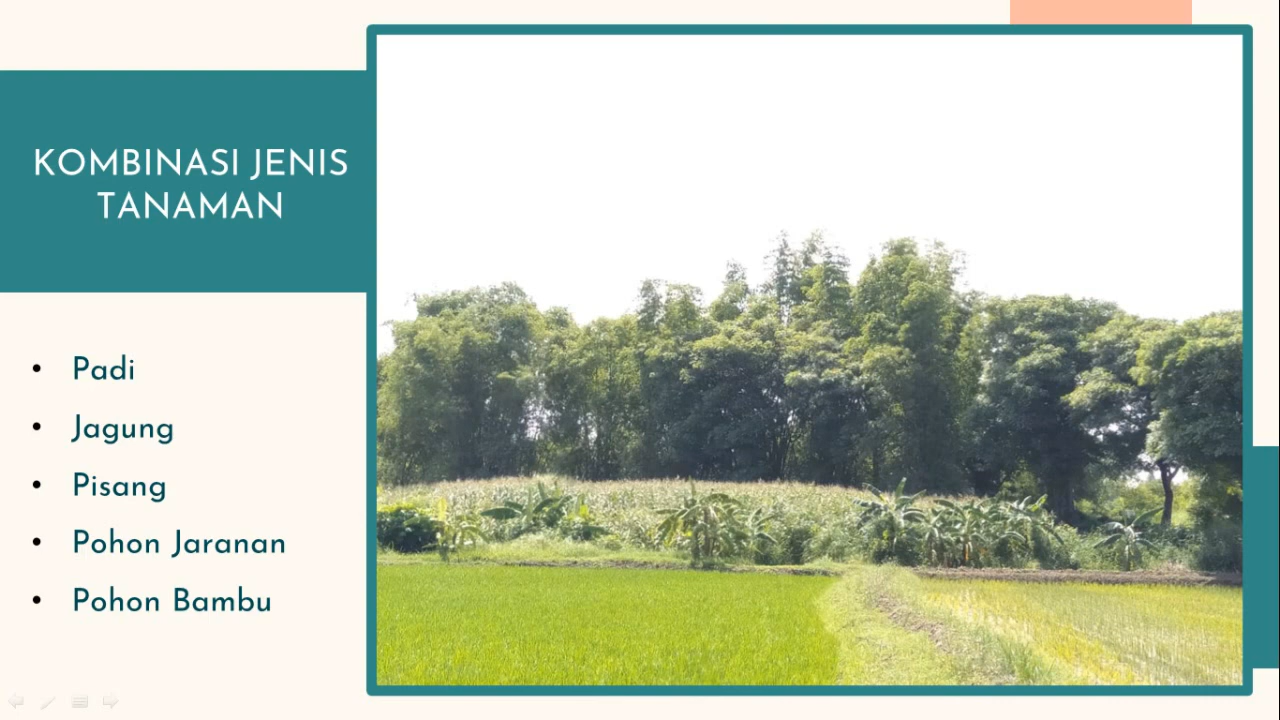 KOMBINASI JENIS
TANAMAN
• Padi
• Jagung
• Pisang
• Pohon Jaranan
• Pohon Bambu